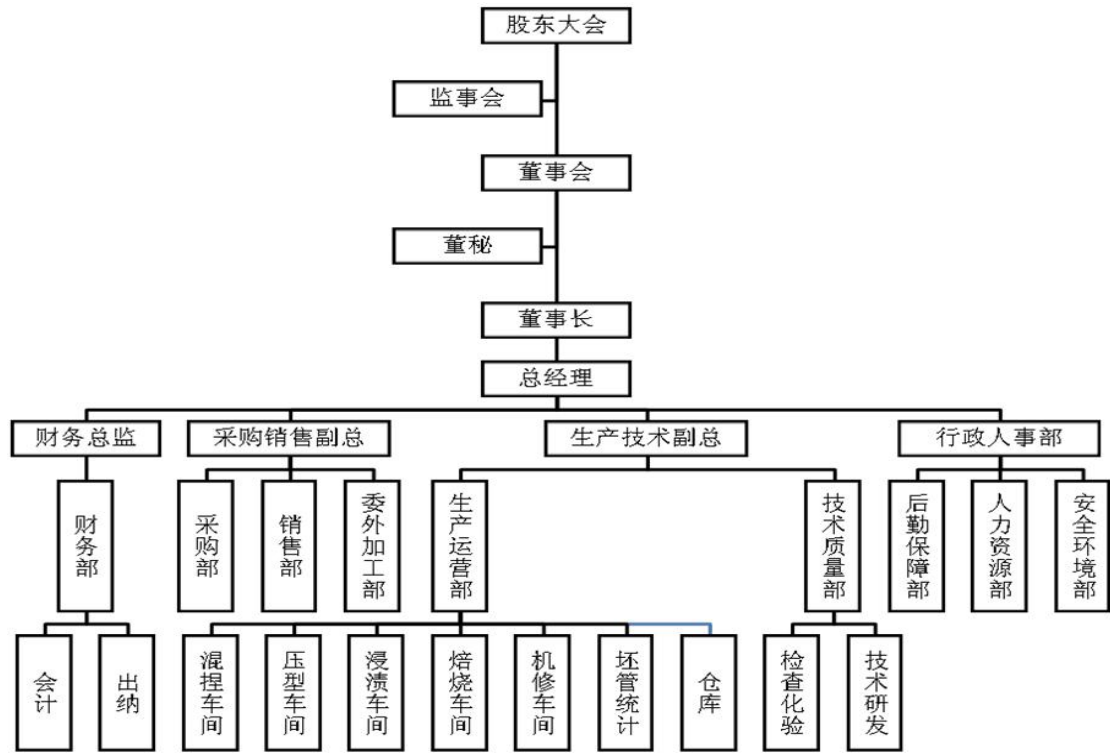 股东大会
监事会
董事会
董秘
董事长
总经理
财务总监
采购销售副总
生产技术副总
行政人事部
财务部
采购部
销售部
委外加工部
生产运营部
技术质量部
后勤保障部
人力资源部
安全环境部
会计
出纳
混捏车间
压型车间
浸渍车间
焙烧车间
机修车间
坯管统计
仓库
检查化验
技术研发